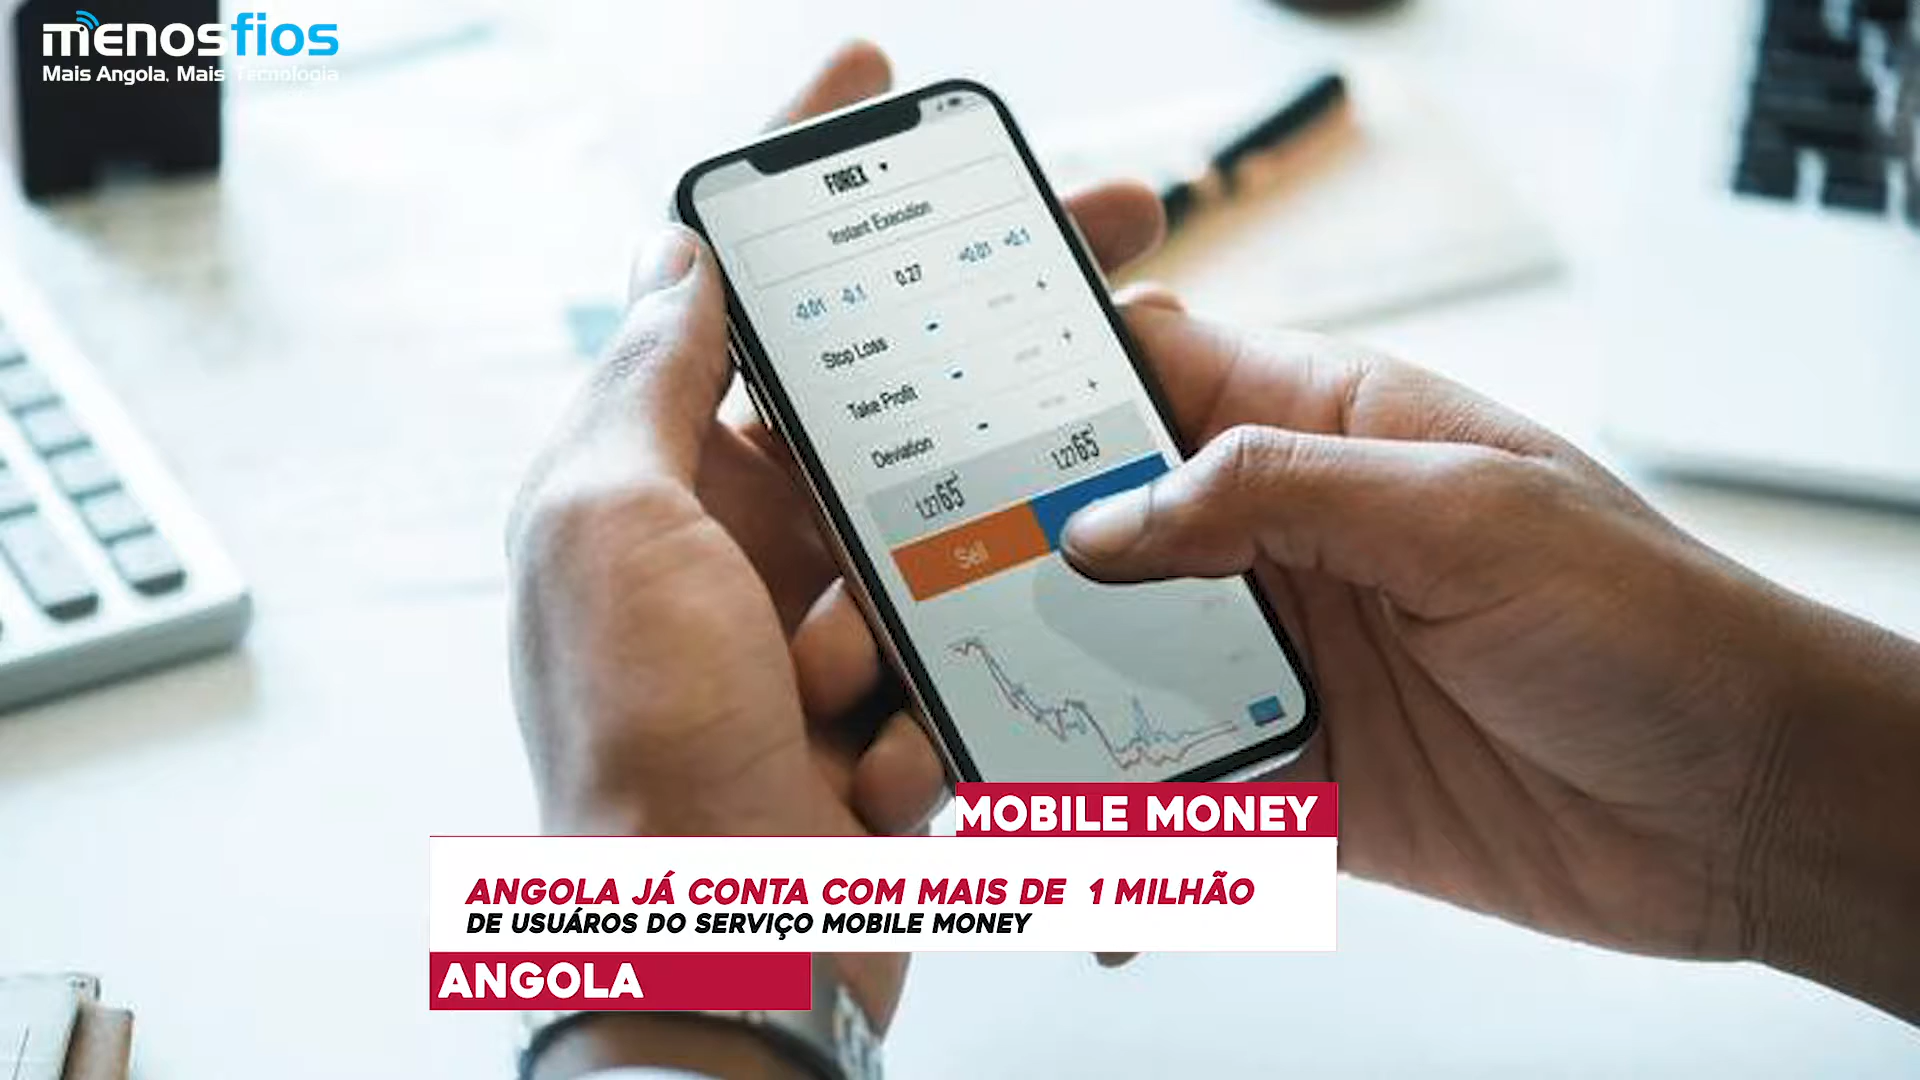 menosfios
Mais Angola, Mais Tecnologia
FOREX
Instant Execution
-0.01 -0.1 0.27 +0.01 +0.1
Stop Loss
Take Profit
Deviation
1.2765
1.2765
Sell
MOBILE MONEY
ANGOLA JÁ CONTA COM MAIS DE 1 MILHÃO
DE USUÁROS DO SERVIÇO MOBILE MONEY
ANGOLA